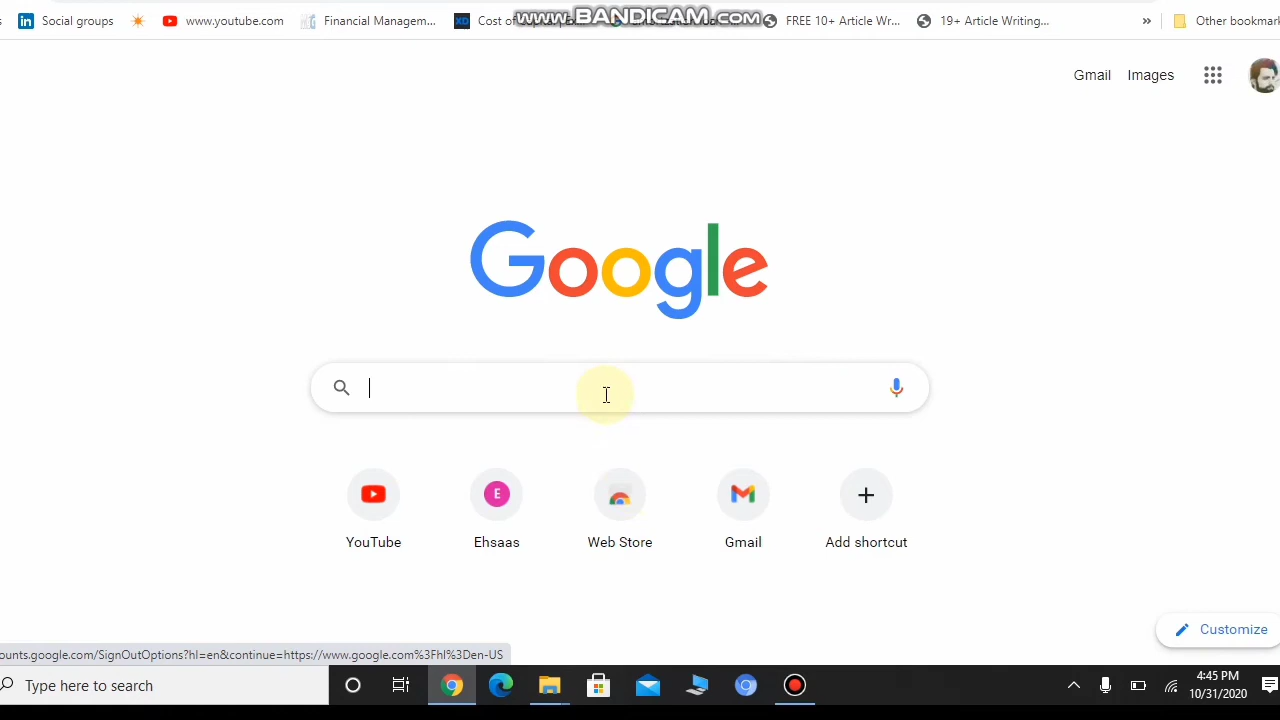 Social groups www.youtube.com Financial Managem... Cost www.BANDICAM.com FREE 10+ Article Wr... 19+ Article Writing... » Other bookmark
Gmail Images
Google
E
YouTube Ehsaas Web Store Gmail Add shortcut
Customize
ounts.google.com/SignOutOptions?hl=en&continue=https://www.google.com%3Fhl%3Den-US
Type here to search
4:45 PM
10/31/2020